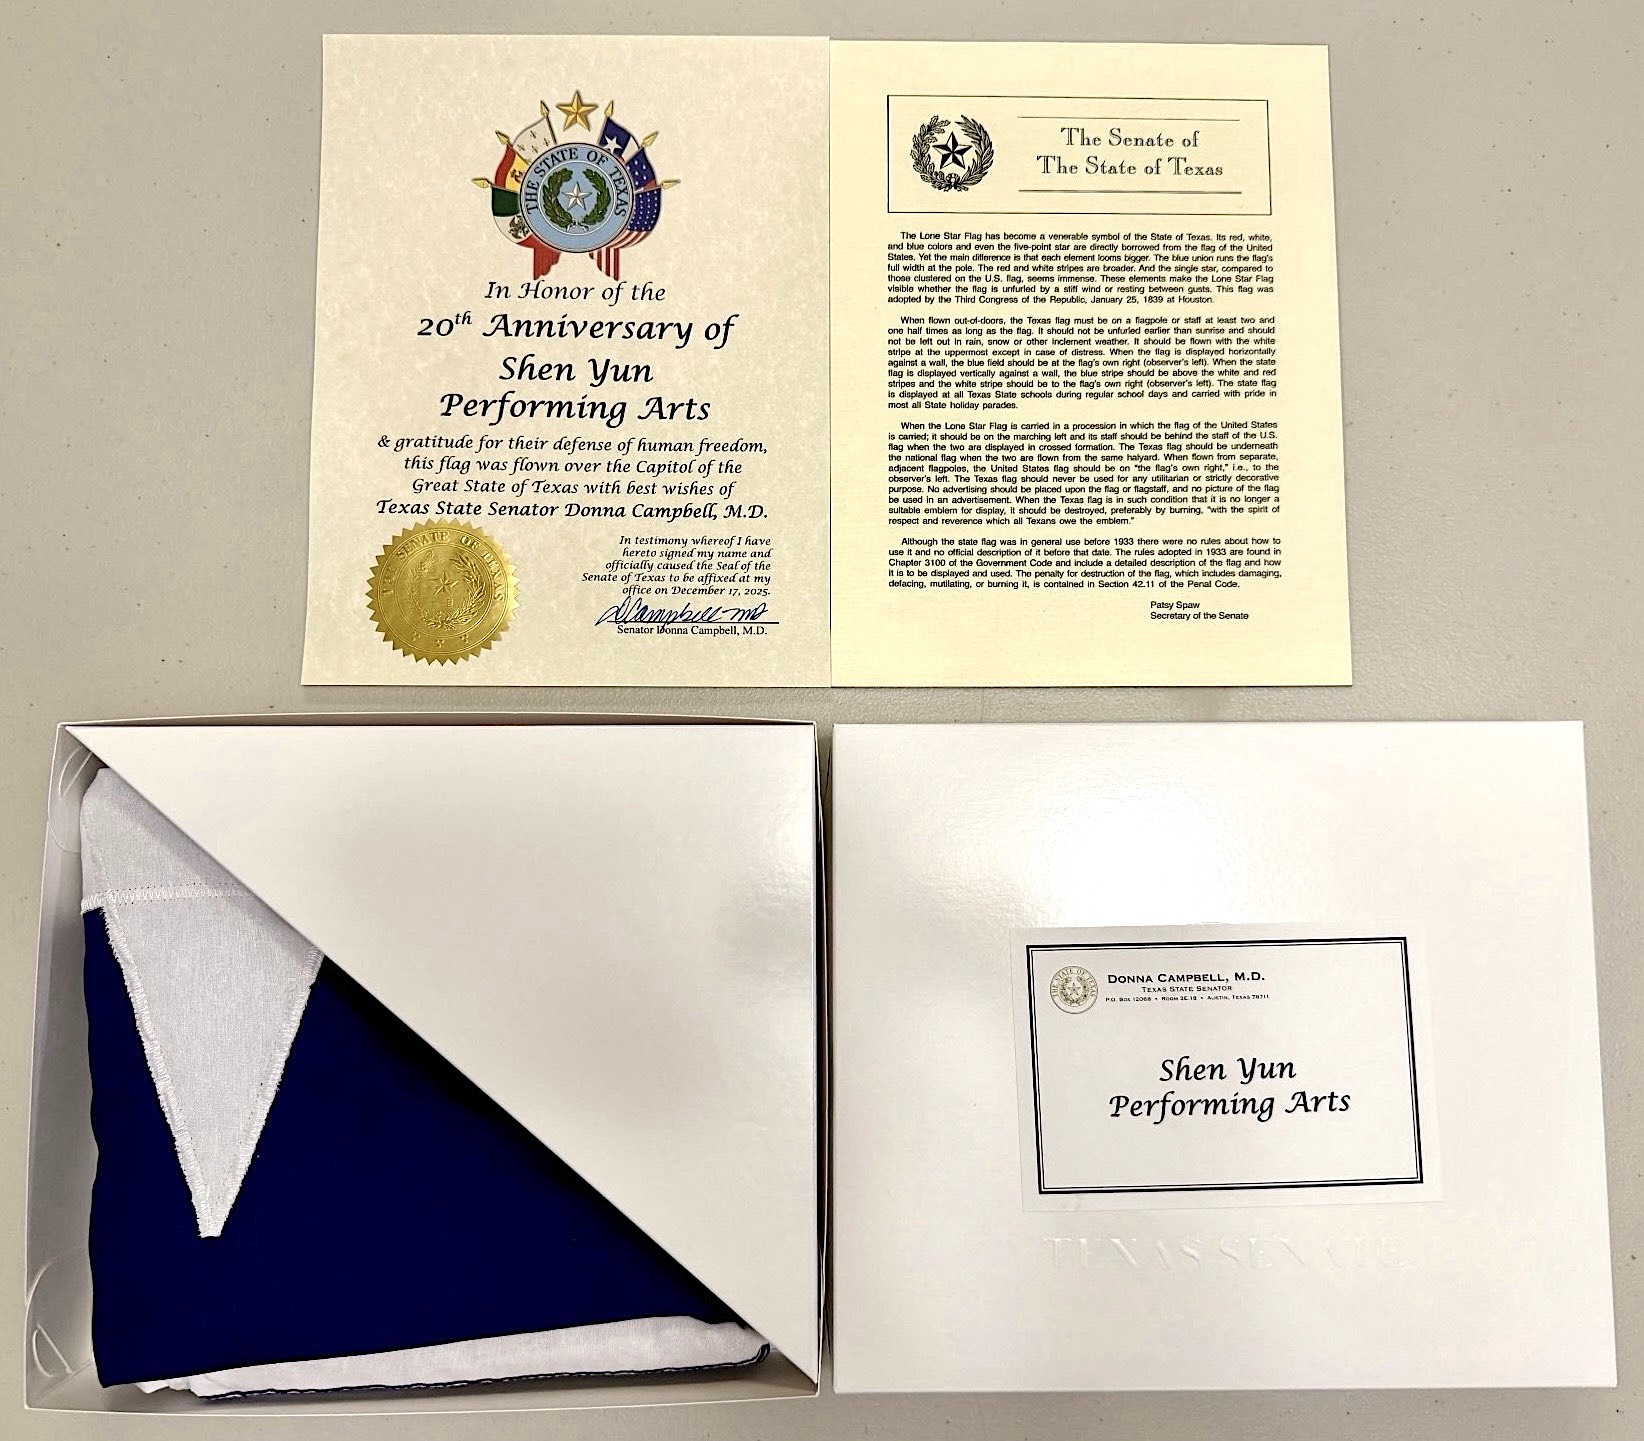 THE STATE OF TEXAS
In Honor of the
20th Anniversary of
Shen Yun
Performing Arts
& gratitude for their defense of human freedom,
this flag was flown over the Capitol of the
Great State of Texas with best wishes of
Texas State Senator Donna Campbell, M.D.
SENATE OF TEXAS
In testimony whereof I have
hereto signed my name and
officially caused the Seal of the
Senate of Texas to be affixed at my
office on December 17, 2025.
DCampbell MD
Senator Donna Campbell, M.D.
The Senate of
The State of Texas
The Lone Star Flag has become a venerable symbol of the State of Texas. Its red, white,
and blue colors and even the five-point star are directly borrowed from the flag of the United
States. Yet the main difference is that each element looms bigger. The blue union runs the flag's
full width at the pole. The red and white stripes are broader. And the single star, compared to
those clustered on the U.S. flag, seems immense. These elements make the Lone Star Flag
visible whether the flag is unfurled by a stiff wind or resting between gusts. This flag was
adopted by the Third Congress of the Republic, January 25, 1839 at Houston.
When flown out-of-doors, the Texas flag must be on a flagpole or staff at least two and
one half times as long as the flag. It should not be unfurled earlier than sunrise and should
not be left out in rain, snow or other inclement weather. It should be flown with the white
stripe at the uppermost except in case of distress. When the flag is displayed horizontally
against a wall, the blue field should be at the flag's own right (observer's left). When the state
flag is displayed vertically against a wall, the blue stripe should be above the white and red
stripes and the white stripe should be to the flag's own right (observer's left). The state flag
is displayed at all Texas State schools during regular school days and carried with pride in
most all State holiday parades.
When the Lone Star Flag is carried in a procession in which the flag of the United States
is carried; it should be on the marching left and its staff should be behind the staff of the U.S.
flag when the two are displayed in crossed formation. The Texas flag should be underneath
the national flag when the two are flown from the same halyard. When flown from separate,
adjacent flagpoles, the United States flag should be on "the flag's own right," i.e., to the
observer's left. The Texas flag should never be used for any utilitarian or strictly decorative
purpose. No advertising should be placed upon the flag or flagstaff, and no picture of the flag
be used in an advertisement. When the Texas flag is in such condition that it is no longer a
suitable emblem for display, it should be destroyed, preferably by burning, "with the spirit of
respect and reverence which all Texans owe the emblem."
Although the state flag was in general use before 1933 there were no rules about how to
use it and no official description of it before that date. The rules adopted in 1933 are found in
Chapter 3100 of the Government Code and include a detailed description of the flag and how
it is to be displayed and used. The penalty for destruction of the flag, which includes damaging,
defacing, mutilating, or burning it, is contained in Section 42.11 of the Penal Code.
Patsy Spaw
Secretary of the Senate
THE STATE OF TEXAS
DONNA CAMPBELL, M.D.
TEXAS STATE SENATOR
P.O. BOX 12068 • ROOM 3E.18 • AUSTIN, TEXAS 78711
Shen Yun
Performing Arts
TEXAS SENATE